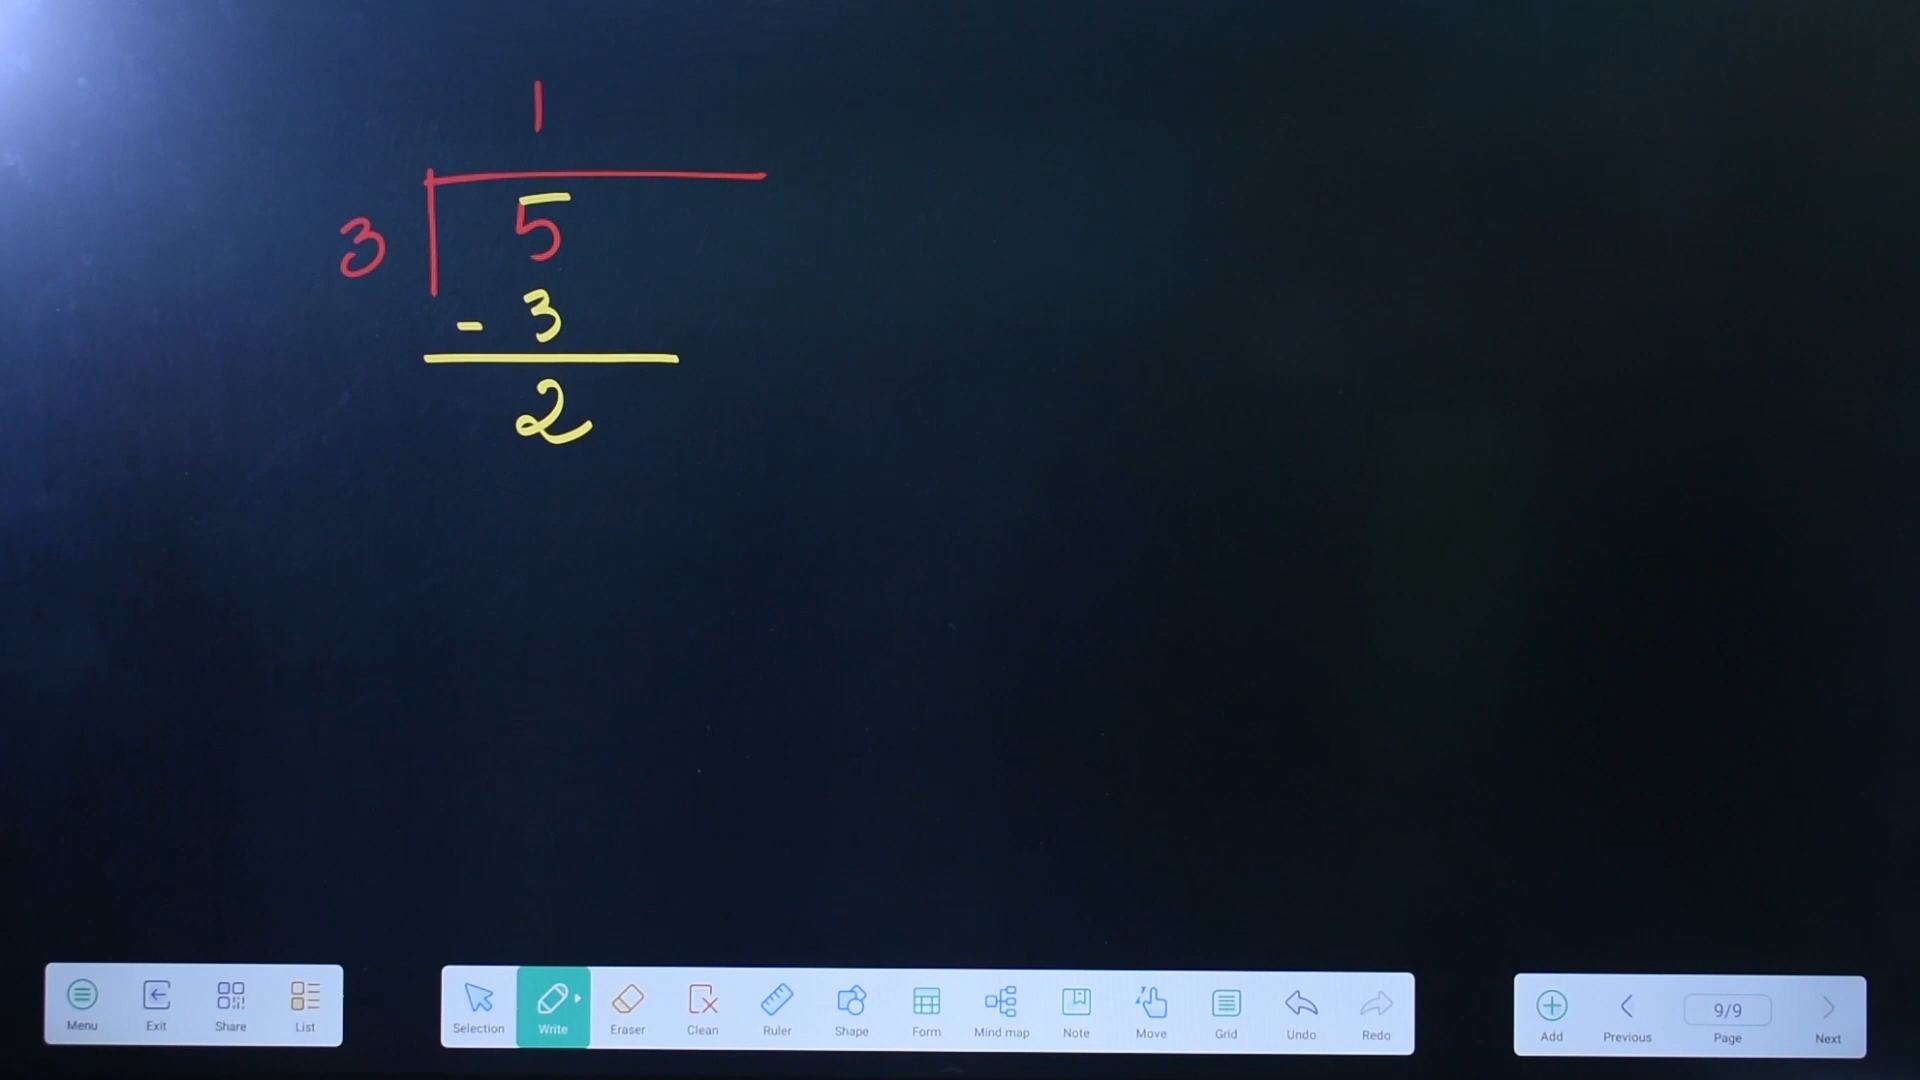 1
3 5
- 3
2
Menu Exit Share List Selection Write Eraser Clean Ruler Shape Form Mind map Note Move Grid Undo Redo Add Previous 9/9 Page Next